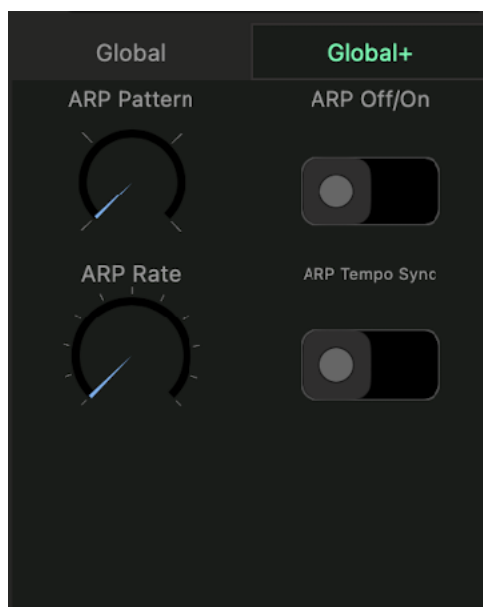 Global
Global+
ARP Pattern
ARP Off/On
ARP Rate
ARP Tempo Sync